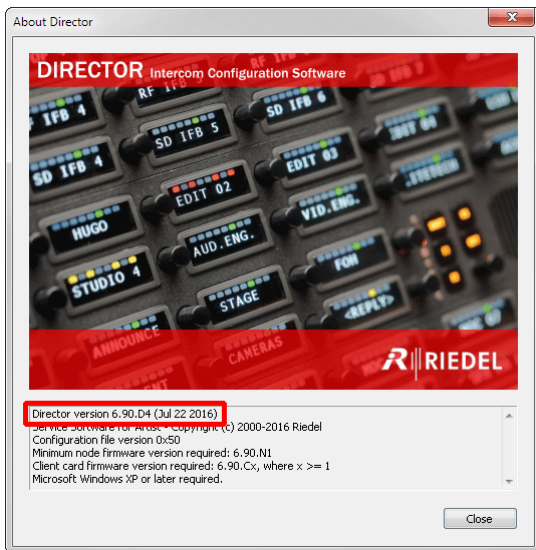 About Director
DIRECTOR Intercom Configuration Software
SD IFB 6
IFB 4
SD IFB 5
SD IFB 4
EDIT 03
EDIT 02
VID.ENG.
HUGO
AUD.ENG.
STUDIO 4
FOH
STAGE
<REPLY>
ANNOUNCE
CAMERAS
RIEDEL
Director version 6.90.D4 (Jul 22 2016)
Service Software for Artist - Copyright (c) 2000-2016 Riedel
Configuration file version 0x50
Minimum node firmware version required: 6.90.N1
Client card firmware version required: 6.90.Cx, where x >= 1
Microsoft Windows XP or later required.
Close